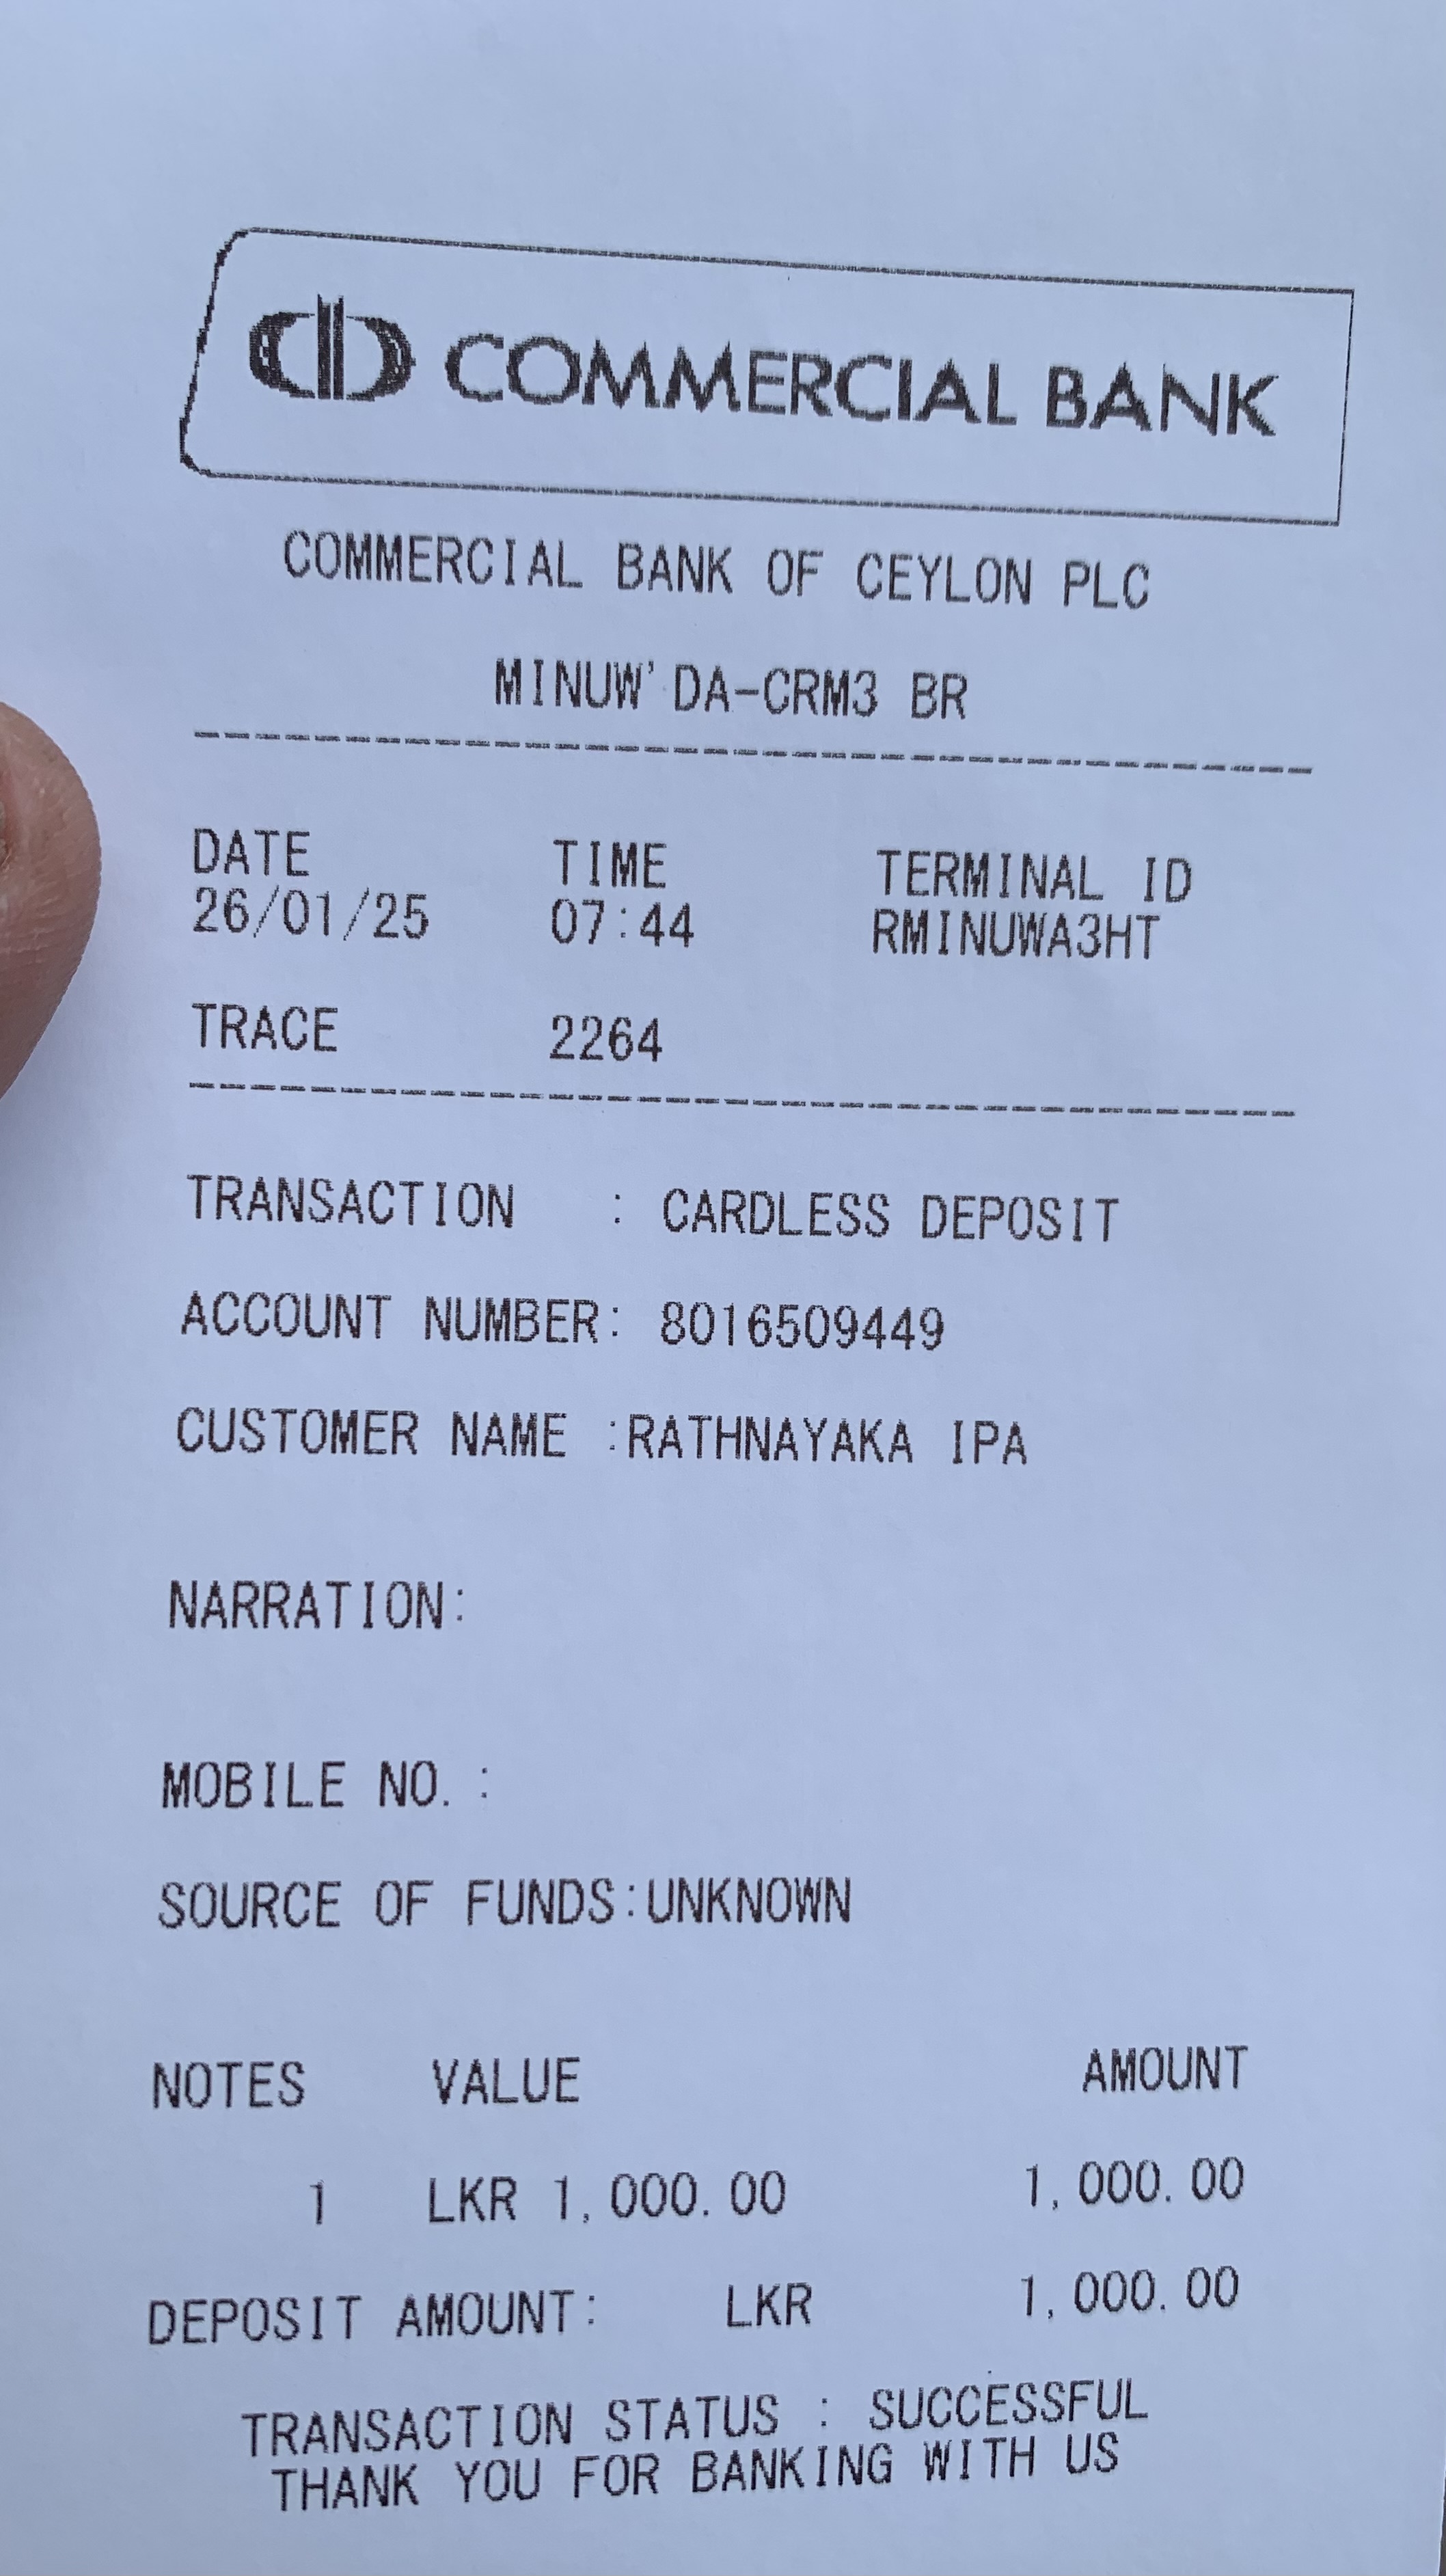 COMMERCIAL BANK
COMMERCIAL BANK OF CEYLON PLC
MINUW'DA-CRM3 BR
DATE TIME TERMINAL ID
26/01/25 07:44 RMINUWA3HT
TRACE 2264
TRANSACTION : CARDLESS DEPOSIT
ACCOUNT NUMBER: 8016509449
CUSTOMER NAME :RATHNAYAKA IPA
NARRATION:
MOBILE NO. :
SOURCE OF FUNDS:UNKNOWN
NOTES VALUE AMOUNT
1 LKR 1,000.00 1,000.00
DEPOSIT AMOUNT: LKR 1,000.00
TRANSACTION STATUS : SUCCESSFUL
THANK YOU FOR BANKING WITH US